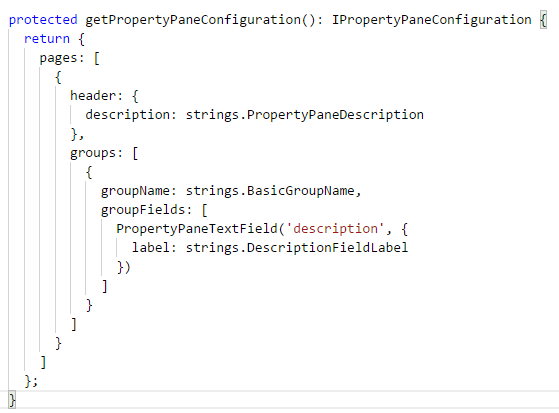 protected getPropertyPaneConfiguration(): IPropertyPaneConfiguration {
  return {
    pages: [
      {
        header: {
          description: strings.PropertyPaneDescription
        },
        groups: [
          {
            groupName: strings.BasicGroupName,
            groupFields: [
              PropertyPaneTextField('description', {
                label: strings.DescriptionFieldLabel
              })
            ]
          }
        ]
      }
    ]
  };
}